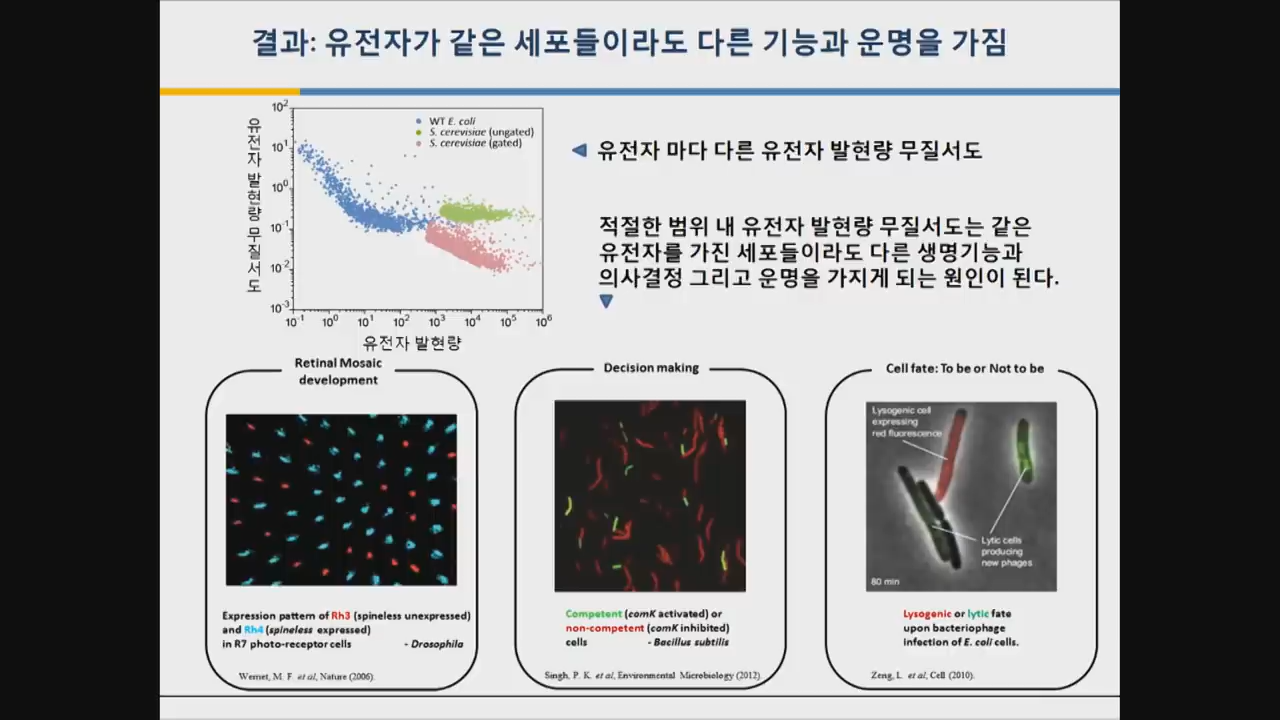 결과: 유전자가 같은 세포들이라도 다른 기능과 운명을 가짐
유전자 발현량 무질서도
10²
10¹
10⁰
10⁻¹
10⁻²
10⁻³
WT E. coli
S. cerevisiae (ungated)
S. cerevisiae (gated)
10⁻¹ 10⁰ 10¹ 10² 10³ 10⁴ 10⁵ 10⁶
유전자 발현량
유전자 마다 다른 유전자 발현량 무질서도
적절한 범위 내 유전자 발현량 무질서도는 같은
유전자를 가진 세포들이라도 다른 생명기능과
의사결정 그리고 운명을 가지게 되는 원인이 된다.
Retinal Mosaic
development
Expression pattern of Rh3 (spineless unexpressed)
and Rh4 (spineless expressed)
in R7 photo-receptor cells - Drosophila
Wernet, M. F. et al, Nature (2006).
Decision making
Competent (comK activated) or
non-competent (comK inhibited)
cells - Bacillus subtilis
Singh, P. K. et al, Environmental Microbiology (2012).
Cell fate: To be or Not to be
Lysogenic cell
expressing
red fluorescence
Lytic cells
producing
new phages
80 min
Lysogenic or lytic fate
upon bacteriophage
infection of E. coli cells.
Zeng, L. et al, Cell (2010).